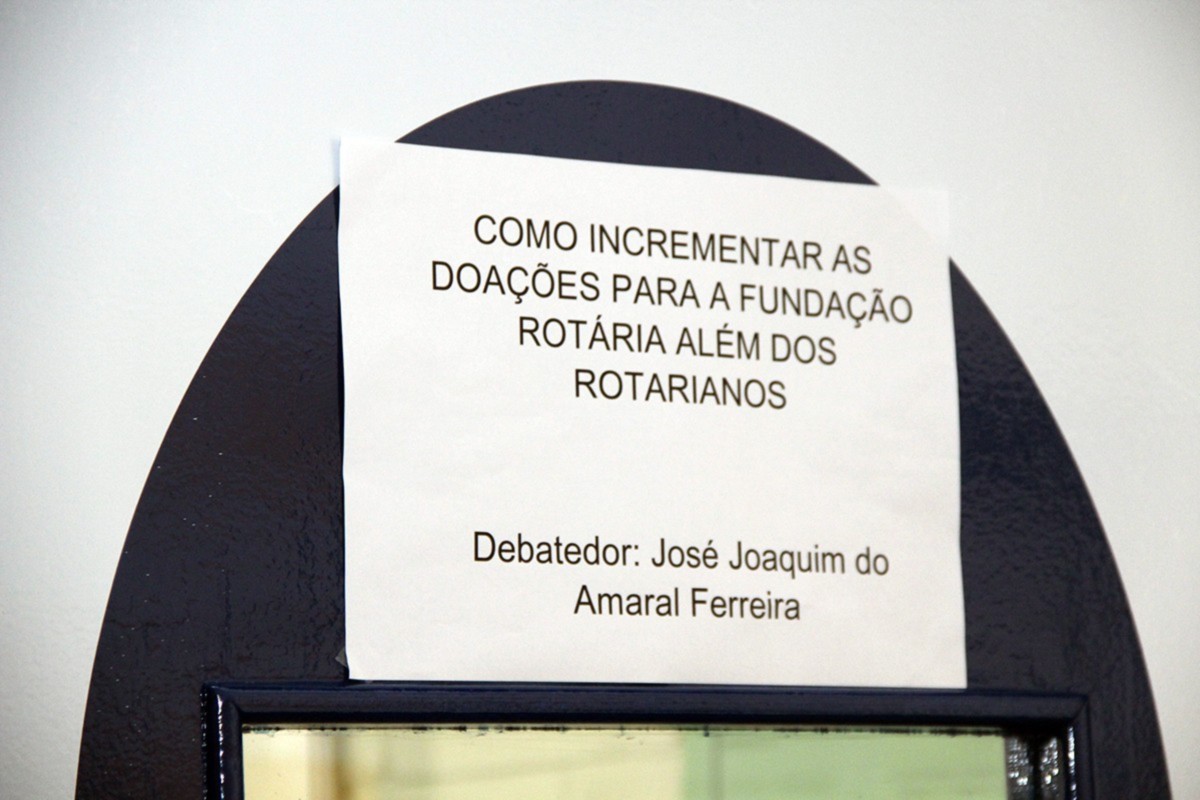 COMO INCREMENTAR AS
DOAÇÕES PARA A FUNDAÇÃO
ROTÁRIA ALÉM DOS
ROTARIANOS
Debatedor: José Joaquim do
Amaral Ferreira